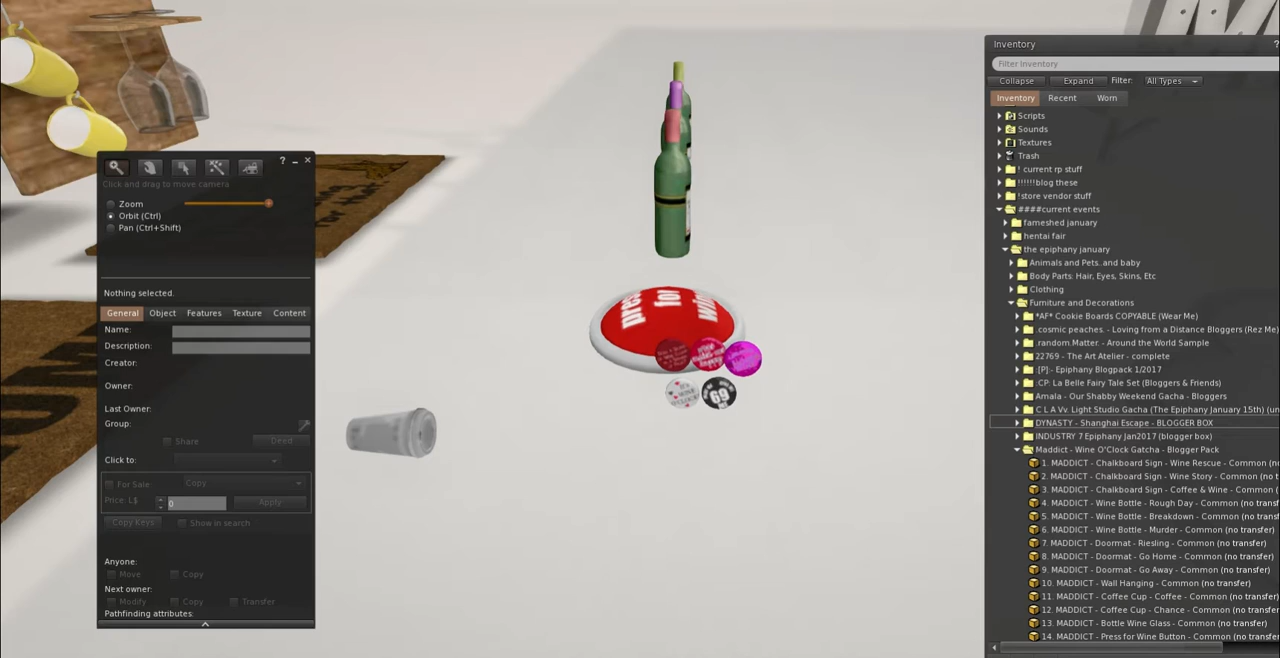 ?
Click and drag to move camera
Zoom
Orbit (Ctrl)
Pan (Ctrl+Shift)
Nothing selected.
General Object Features Texture Content
Name:
Description:
Creator:
Owner:
Last Owner:
Group:
Share Deed
Click to:
For Sale: Copy
Price: L$ 0 Apply
Copy Keys Show in search
Anyone:
Move Copy
Next owner:
Modify Copy Transfer
Pathfinding attributes:
for
69
Inventory ?
Filter Inventory
Collapse Expand Filter: All Types
Inventory Recent Worn
Scripts
Sounds
Textures
Trash
! current rp stuff
!!!!!!blog these
!store vendor stuff
####current events
fameshed january
hentai fair
the epiphany january
Animals and Pets..and baby
Body Parts: Hair, Eyes, Skins, Etc
Clothing
Furniture and Decorations
*AF* Cookie Boards COPYABLE (Wear Me)
.cosmic peaches. - Loving from a Distance Bloggers (Rez Me)
.random.Matter. - Around the World Sample
22769 - The Art Atelier - complete
:[P]:- Epiphany Blogpack 1/2017
:CP: La Belle Fairy Tale Set (Bloggers & Friends)
Amala - Our Shabby Weekend Gacha - Bloggers
C L A Vv. Light Studio Gacha (The Epiphany January 15th) (un
DYNASTY - Shanghai Escape - BLOGGER BOX
INDUSTRY 7 Epiphany Jan2017 (blogger box)
Maddict - Wine O'Clock Gatcha - Blogger Pack
1. MADDICT - Chalkboard Sign - Wine Rescue - Common (no
2. MADDICT - Chalkboard Sign - Wine Story - Common (no t
3. MADDICT - Chalkboard Sign - Coffee & Wine - Common (
4. MADDICT - Wine Bottle - Rough Day - Common (no transfer)
5. MADDICT - Wine Bottle - Breakdown - Common (no transfer)
6. MADDICT - Wine Bottle - Murder - Common (no transfer)
7. MADDICT - Doormat - Riesling - Common (no transfer)
8. MADDICT - Doormat - Go Home - Common (no transfer)
9. MADDICT - Doormat - Go Away - Common (no transfer)
10. MADDICT - Wall Hanging - Common (no transfer)
11. MADDICT - Coffee Cup - Coffee - Common (no transfer)
12. MADDICT - Coffee Cup - Chance - Common (no transfer)
13. MADDICT - Bottle Wine Glass - Common (no transfer)
14. MADDICT - Press for Wine Button - Common (no transfer)